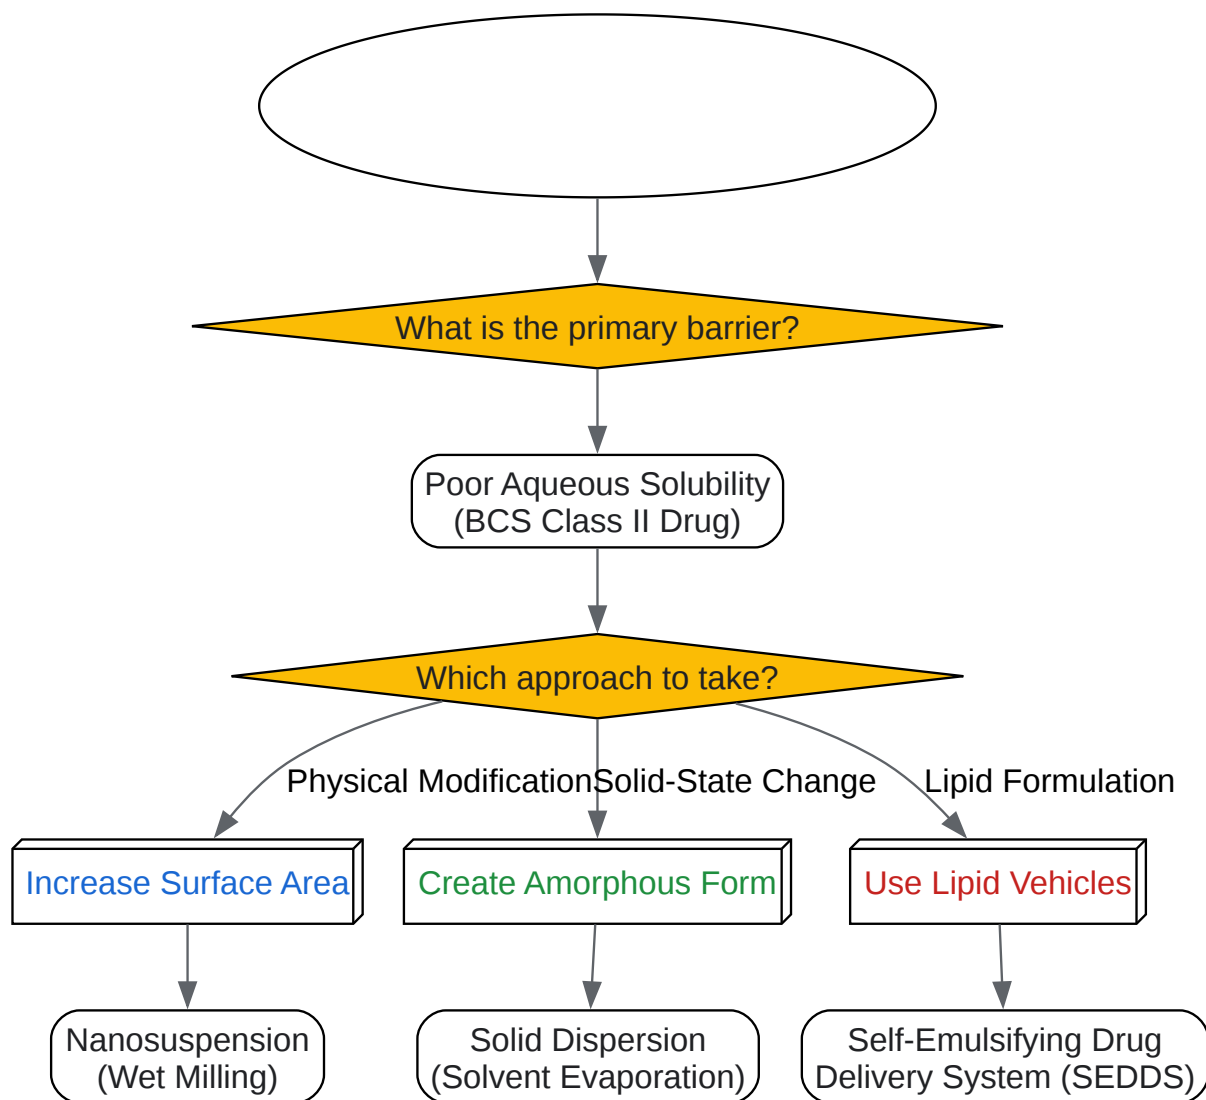 What is the primary barrier?
Poor Aqueous Solubility
(BCS Class II Drug)
Which approach to take?
Physical Modification
Solid-State Change
Lipid Formulation
Increase Surface Area
Create Amorphous Form
Use Lipid Vehicles
Nanosuspension
(Wet Milling)
Solid Dispersion
(Solvent Evaporation)
Self-Emulsifying Drug
Delivery System (SEDDS)